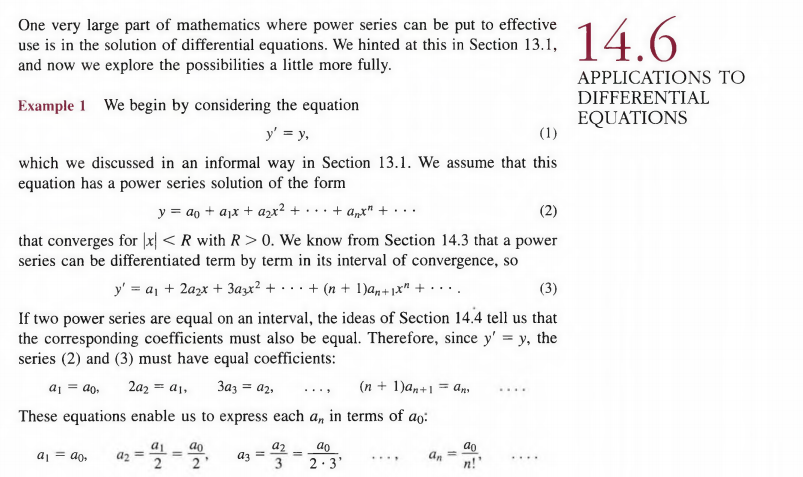 One very large part of mathematics where power series can be put to effective
use is in the solution of differential equations. We hinted at this in Section 13.1,
and now we explore the possibilities a little more fully.
14.6
APPLICATIONS TO
DIFFERENTIAL
EQUATIONS
Example 1 We begin by considering the equation
y′ = y, (1)
which we discussed in an informal way in Section 13.1. We assume that this
equation has a power series solution of the form
y = a₀ + a₁x + a₂x² + · · · + aₙxⁿ + · · · (2)
that converges for |x| < R with R > 0. We know from Section 14.3 that a power
series can be differentiated term by term in its interval of convergence, so
y′ = a₁ + 2a₂x + 3a₃x² + · · · + (n + 1)aₙ₊₁xⁿ + · · · . (3)
If two power series are equal on an interval, the ideas of Section 14.4 tell us that
the corresponding coefficients must also be equal. Therefore, since y′ = y, the
series (2) and (3) must have equal coefficients:
a₁ = a₀, 2a₂ = a₁, 3a₃ = a₂, . . . , (n + 1)aₙ₊₁ = aₙ, . . . .
These equations enable us to express each aₙ in terms of a₀:
a₁ = a₀, a₂ = a₁/2 = a₀/2, a₃ = a₂/3 = a₀/2 · 3, . . . , aₙ = a₀/n!, . . . .